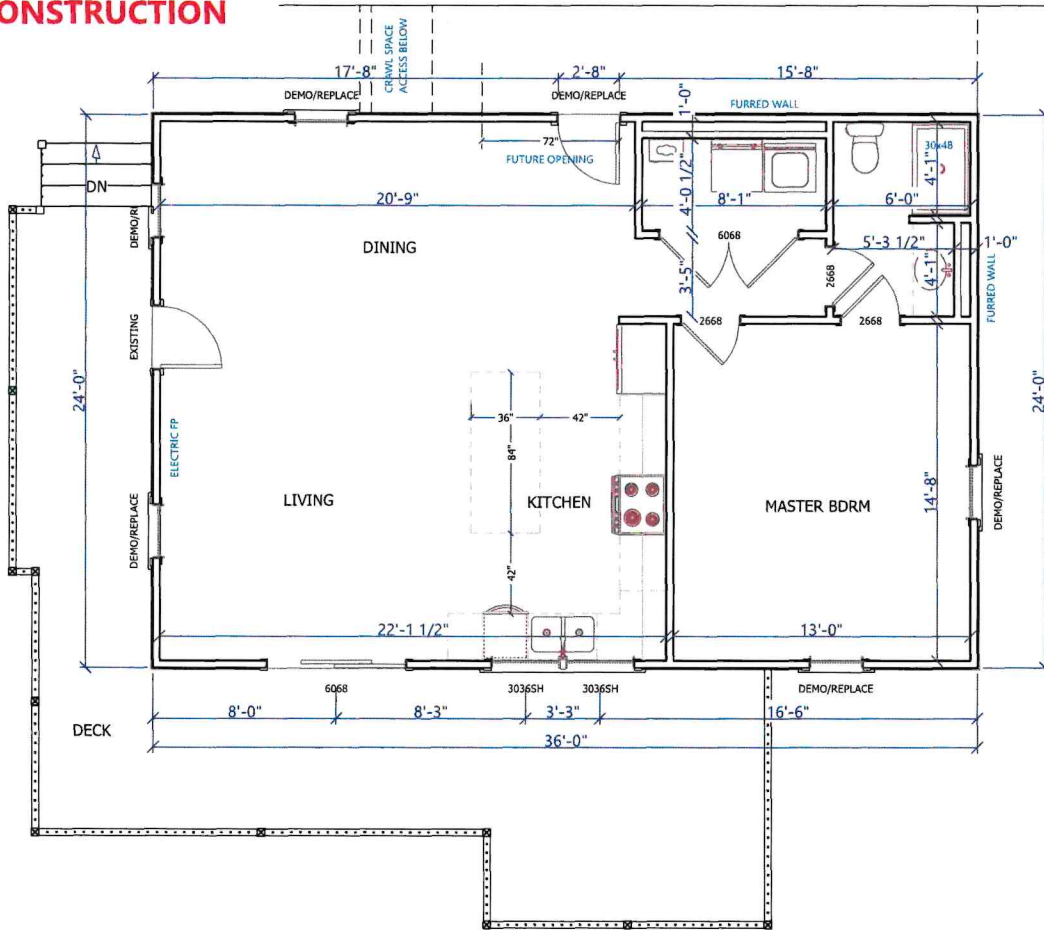 ONSTRUCTION
CRAWL SPACE
ACCESS BELOW
17'-8"
2'-8"
15'-8"
DEMO/REPLACE
DEMO/REPLACE
1'-0"
FURRED WALL
72"
FUTURE OPENING
30x48
4'-1"
DN
20'-9"
4'-0 1/2"
8'-1"
6'-0"
DEMO/R
DINING
6068
5'-3 1/2"
1'-0"
3'-5"
2668
4'-1"
FURRED WALL
EXISTING
2668
2668
24'-0"
24'-0"
36"
42"
ELECTRIC FP
84"
LIVING
KITCHEN
MASTER BDRM
14'-8"
DEMO/REPLACE
DEMO/REPLACE
42"
22'-1 1/2"
13'-0"
6068
3036SH
3036SH
DEMO/REPLACE
8'-0"
8'-3"
3'-3"
16'-6"
DECK
36'-0"